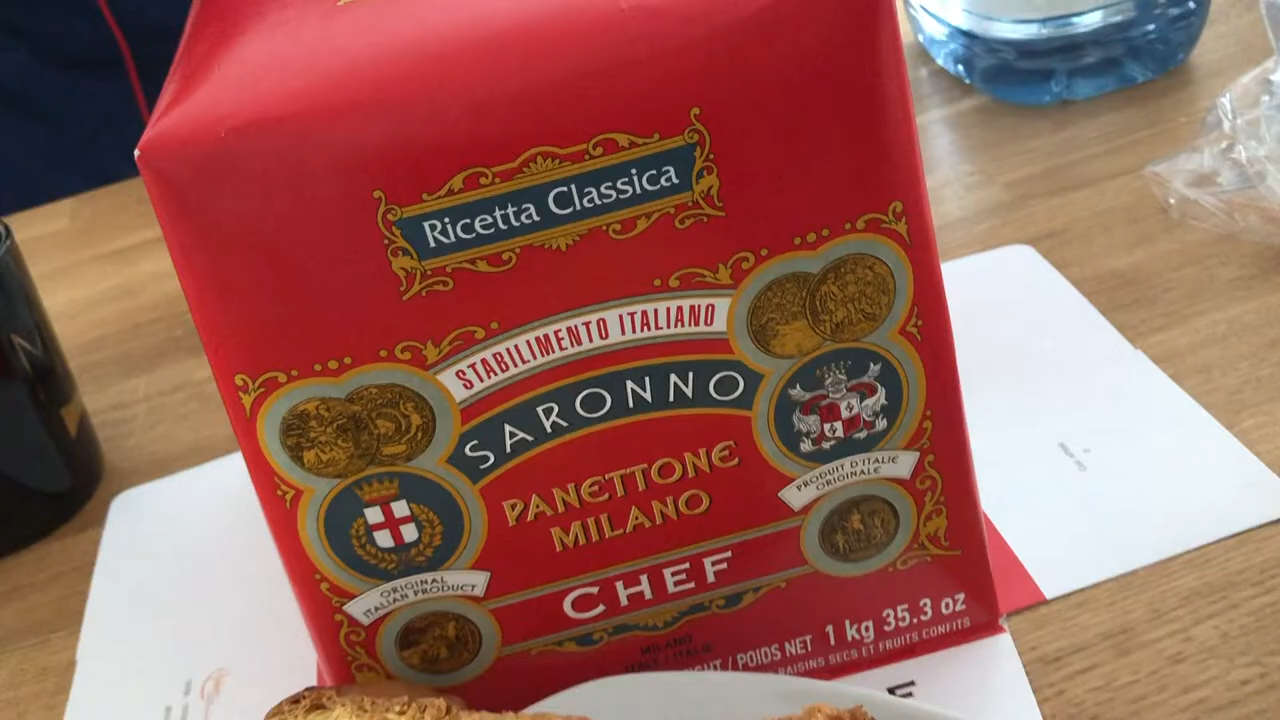 Ricetta Classica
STABILIMENTO ITALIANO
SARONNO
PANETTONE
MILANO
PRODUIT D'ITALIE
ORIGINALE
ORIGINAL
ITALIAN PRODUCT
CHEF
MILANO
/ POIDS NET 1 kg 35.3 oz
RAISINS SECS ET FRUITS CONFITS